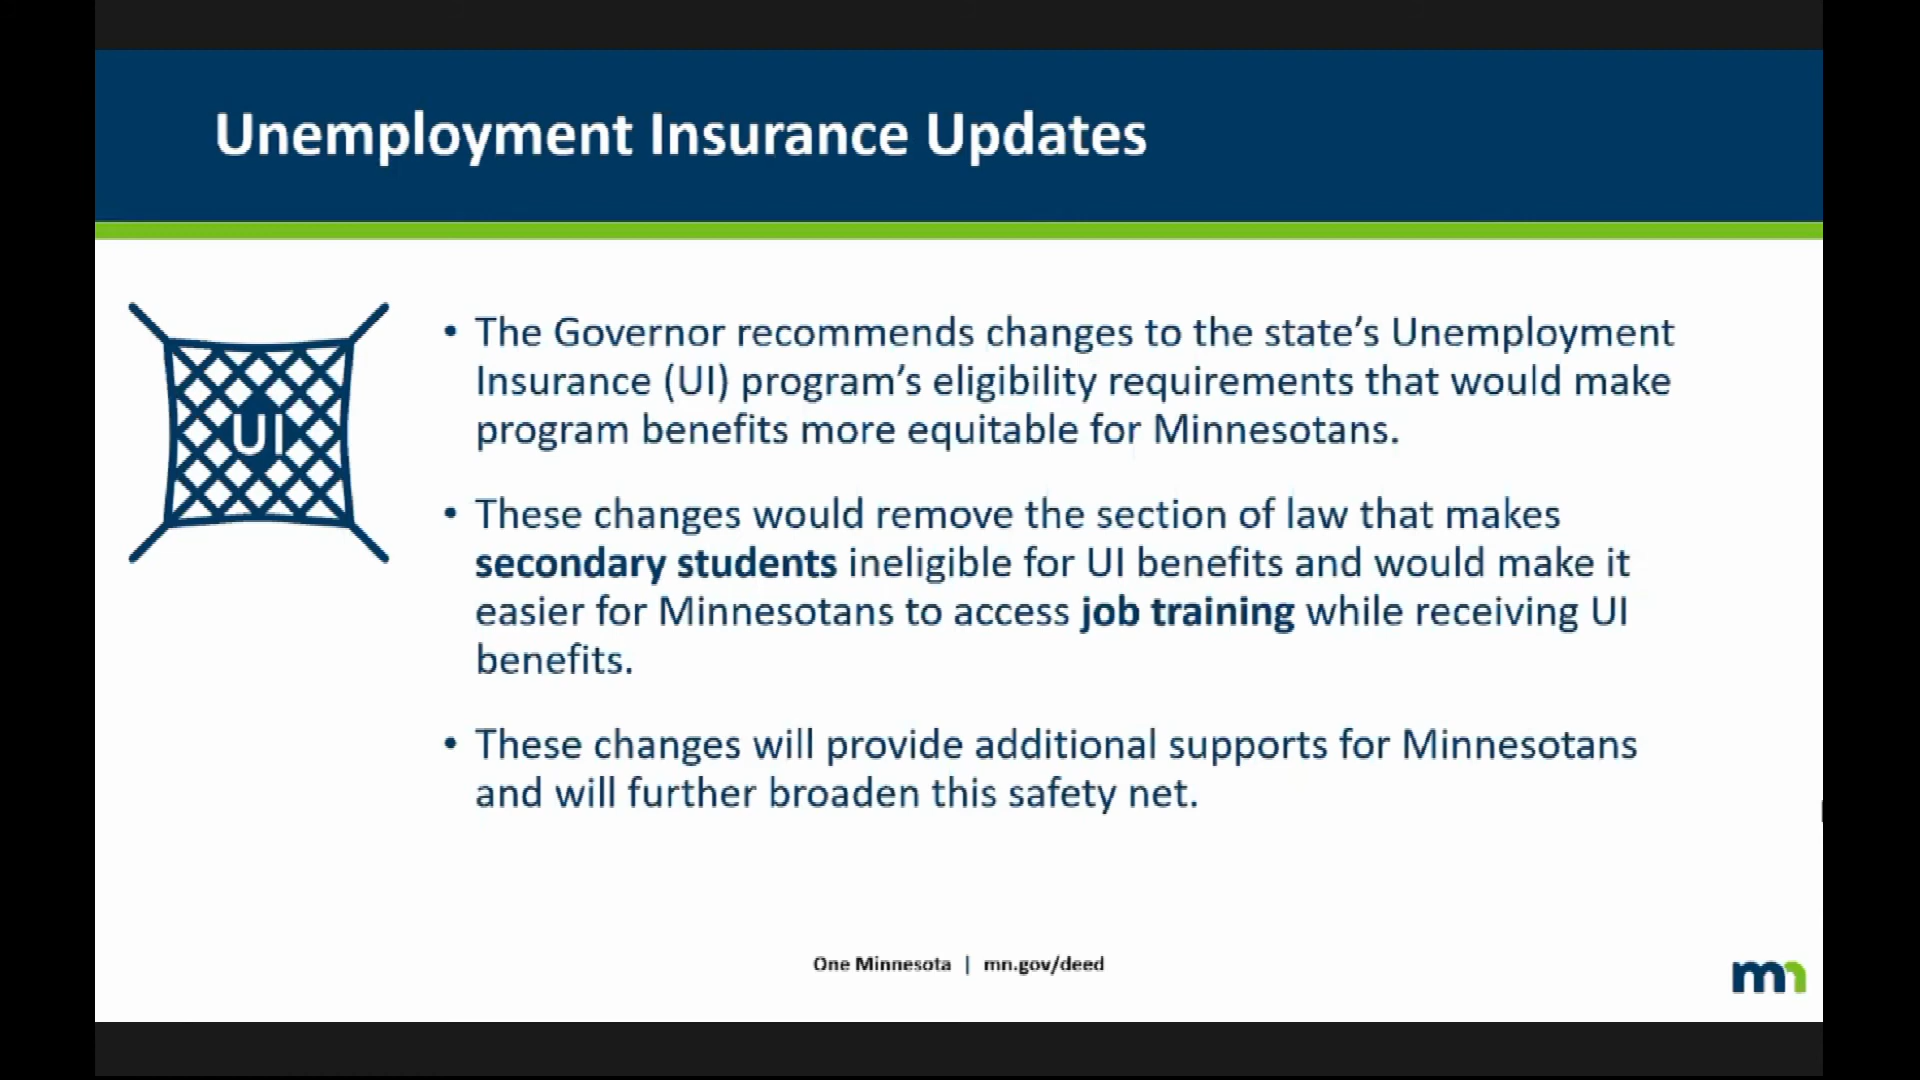 Unemployment Insurance Updates
UI
• The Governor recommends changes to the state’s Unemployment
Insurance (UI) program’s eligibility requirements that would make
program benefits more equitable for Minnesotans.
• These changes would remove the section of law that makes
secondary students ineligible for UI benefits and would make it
easier for Minnesotans to access job training while receiving UI
benefits.
• These changes will provide additional supports for Minnesotans
and will further broaden this safety net.
One Minnesota | mn.gov/deed
mn